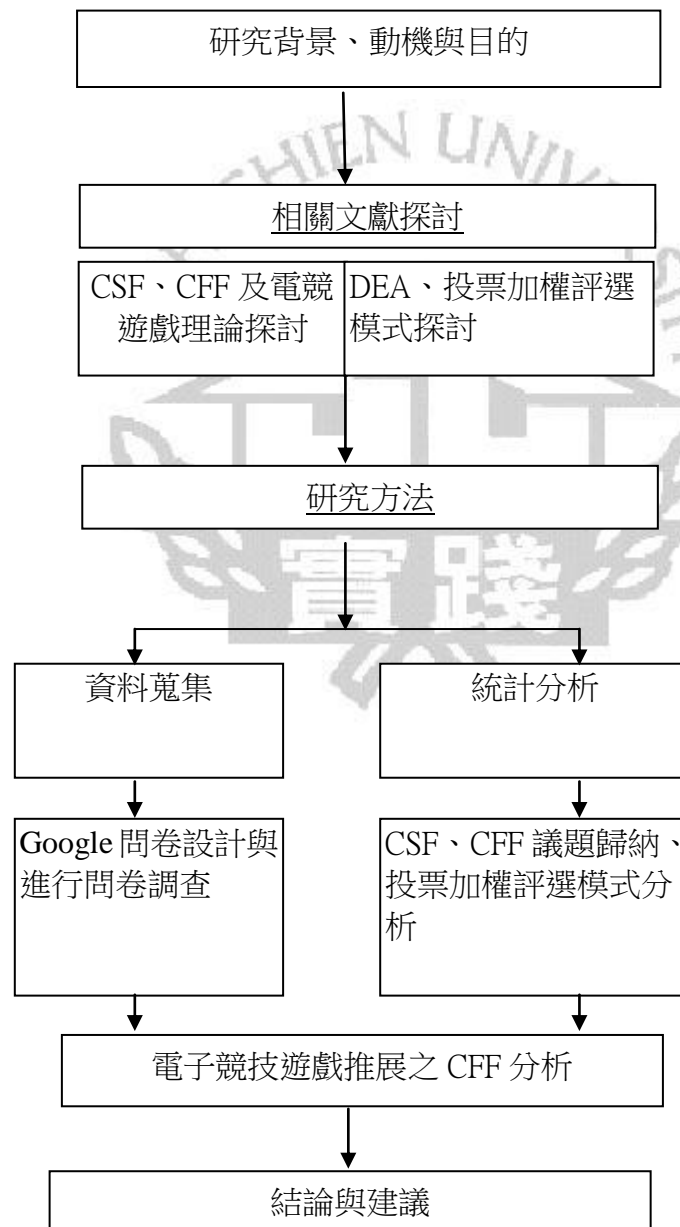 研究背景、動機與目的
SHIEN UNIV
相關文獻探討
CSF、CFF 及電競
遊戲理論探討
DEA、投票加權評選
模式探討
研究方法
實踐
資料蒐集
統計分析
Google 問卷設計與
進行問卷調查
CSF、CFF 議題歸納、
投票加權評選模式分
析
電子競技遊戲推展之 CFF 分析
結論與建議